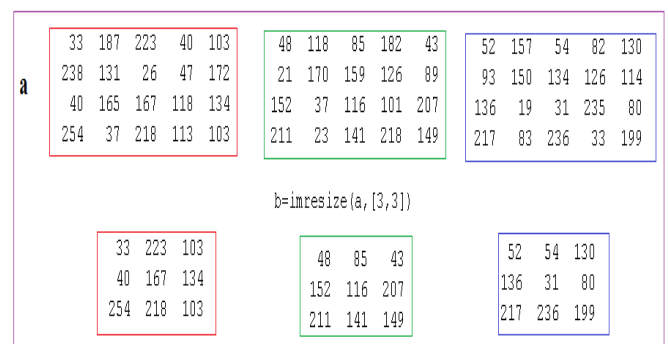 33 187 223 40 103 48 118 85 182 43 52 157 54 82 130
a 238 131 26 47 172 21 170 159 126 89 93 150 134 126 114
40 165 167 118 134 152 37 116 101 207 136 19 31 235 80
254 37 218 113 103 211 23 141 218 149 217 83 236 33 199
b=imresize(a,[3,3])
33 223 103 48 85 43 52 54 130
40 167 134 152 116 207 136 31 80
254 218 103 211 141 149 217 236 199